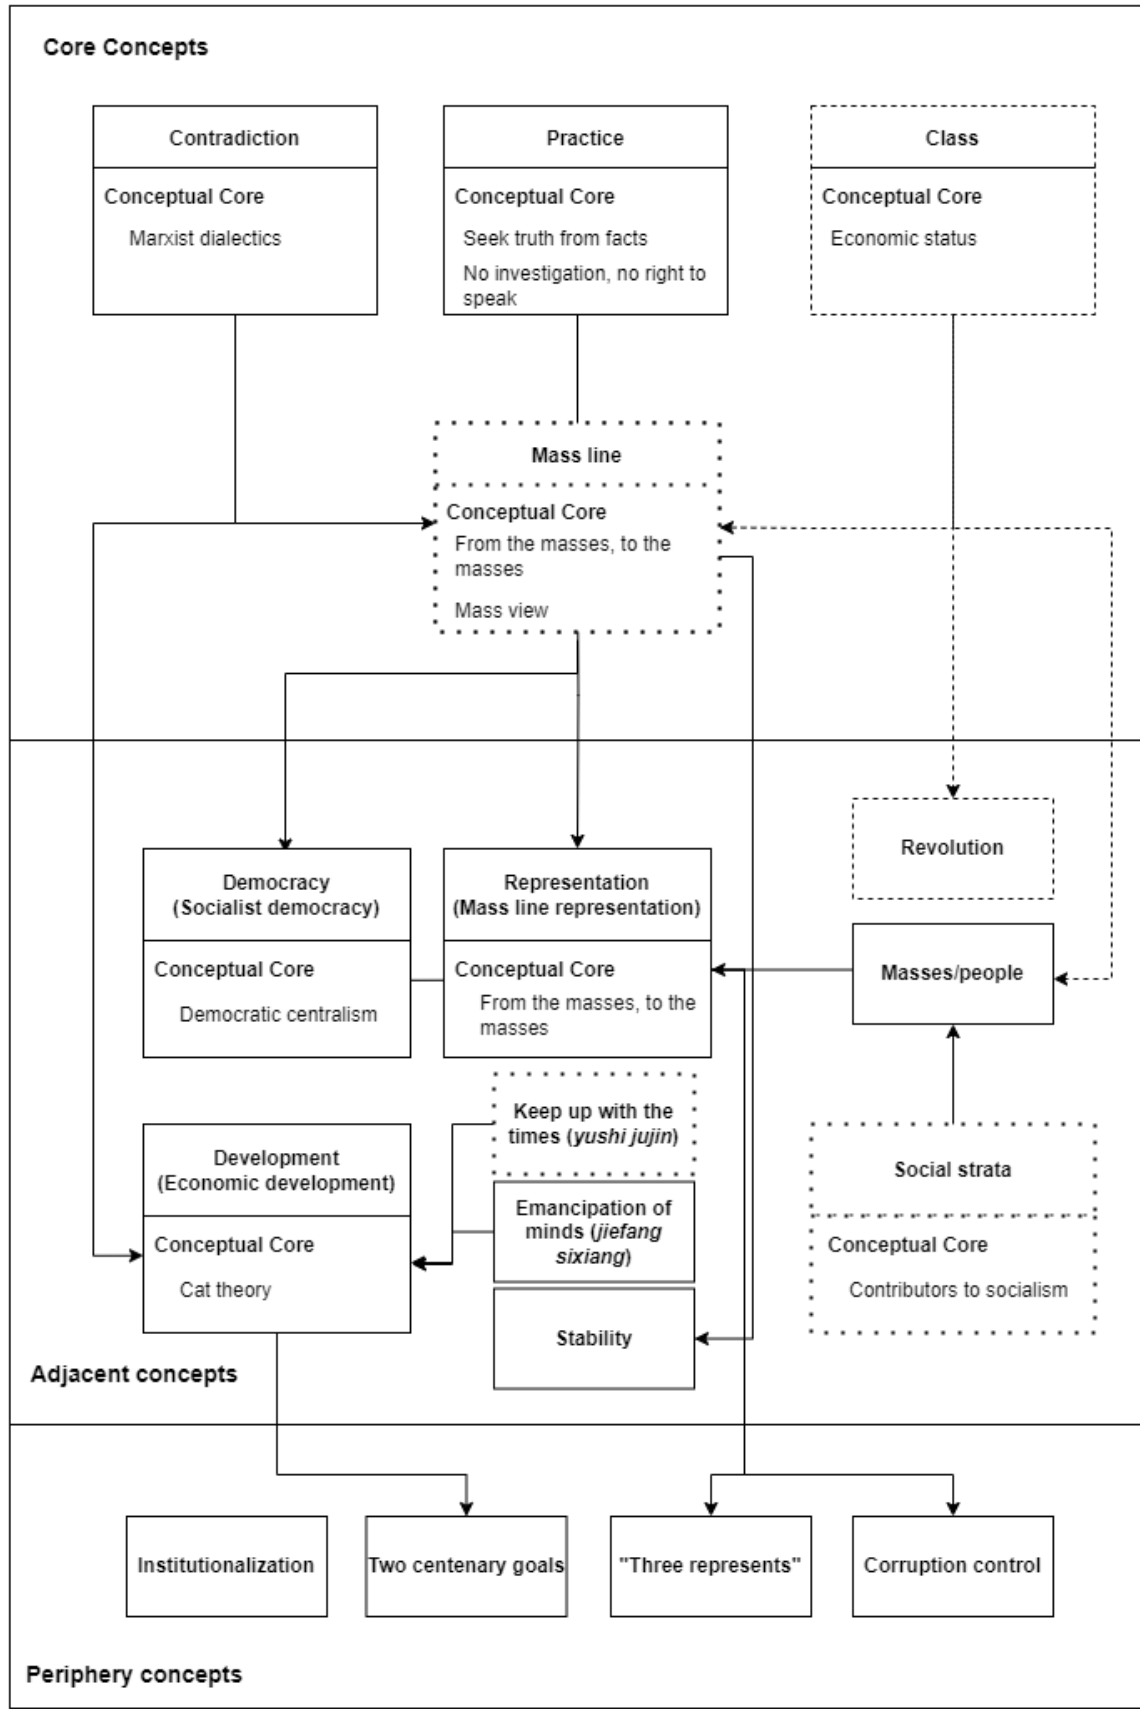 Core Concepts
Contradiction
Conceptual Core
Marxist dialectics
Practice
Conceptual Core
Seek truth from facts
No investigation, no right to
speak
Class
Conceptual Core
Economic status
Mass line
Conceptual Core
From the masses, to the
masses
Mass view
Revolution
Democracy
(Socialist democracy)
Conceptual Core
Democratic centralism
Representation
(Mass line representation)
Conceptual Core
From the masses, to the
masses
Masses/people
Keep up with the
times (yushi jujin)
Development
(Economic development)
Conceptual Core
Cat theory
Emancipation of
minds (jiefang
sixiang)
Social strata
Conceptual Core
Contributors to socialism
Stability
Adjacent concepts
Institutionalization
Two centenary goals
"Three represents"
Corruption control
Periphery concepts